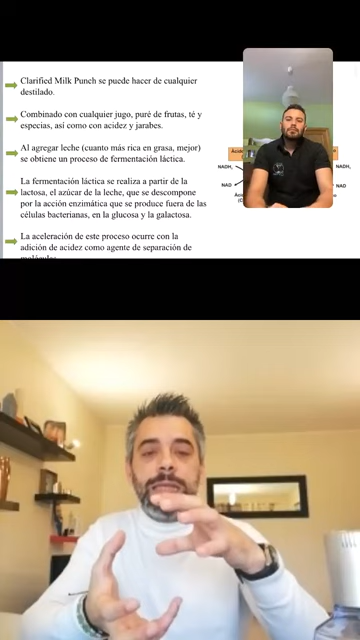 Clarified Milk Punch se puede hacer de cualquier
destilado.
Combinado con cualquier jugo, puré de frutas, té y
especias, así como con acidez y jarabes.
Al agregar leche (cuanto más rica en grasa, mejor)
se obtiene un proceso de fermentación láctica.
La fermentación láctica se realiza a partir de la
lactosa, el azúcar de la leche, que se descompone
por la acción enzimática que se produce fuera de las
células bacterianas, en la glucosa y la galactosa.
La aceleración de este proceso ocurre con la
adición de acidez como agente de separación de
moléculas.
NADH,
NADH,
NAD
NAD